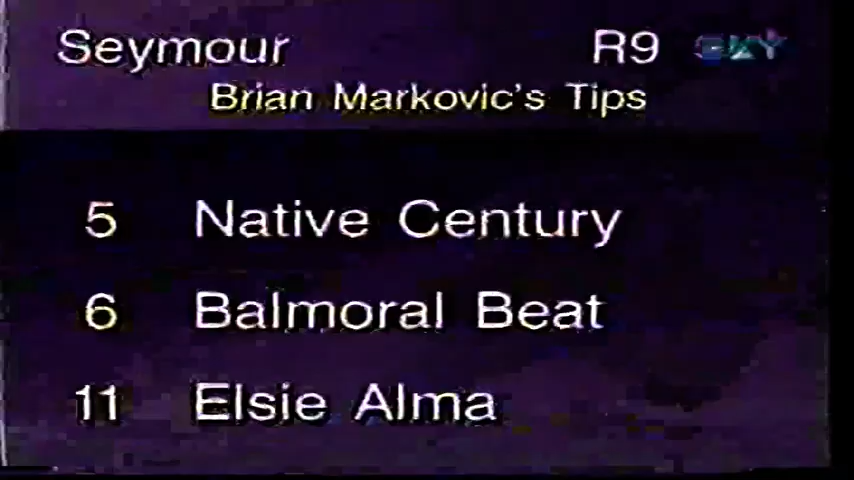 Seymour R9 SKY
Brian Markovic's Tips
5 Native Century
6 Balmoral Beat
11 Elsie Alma